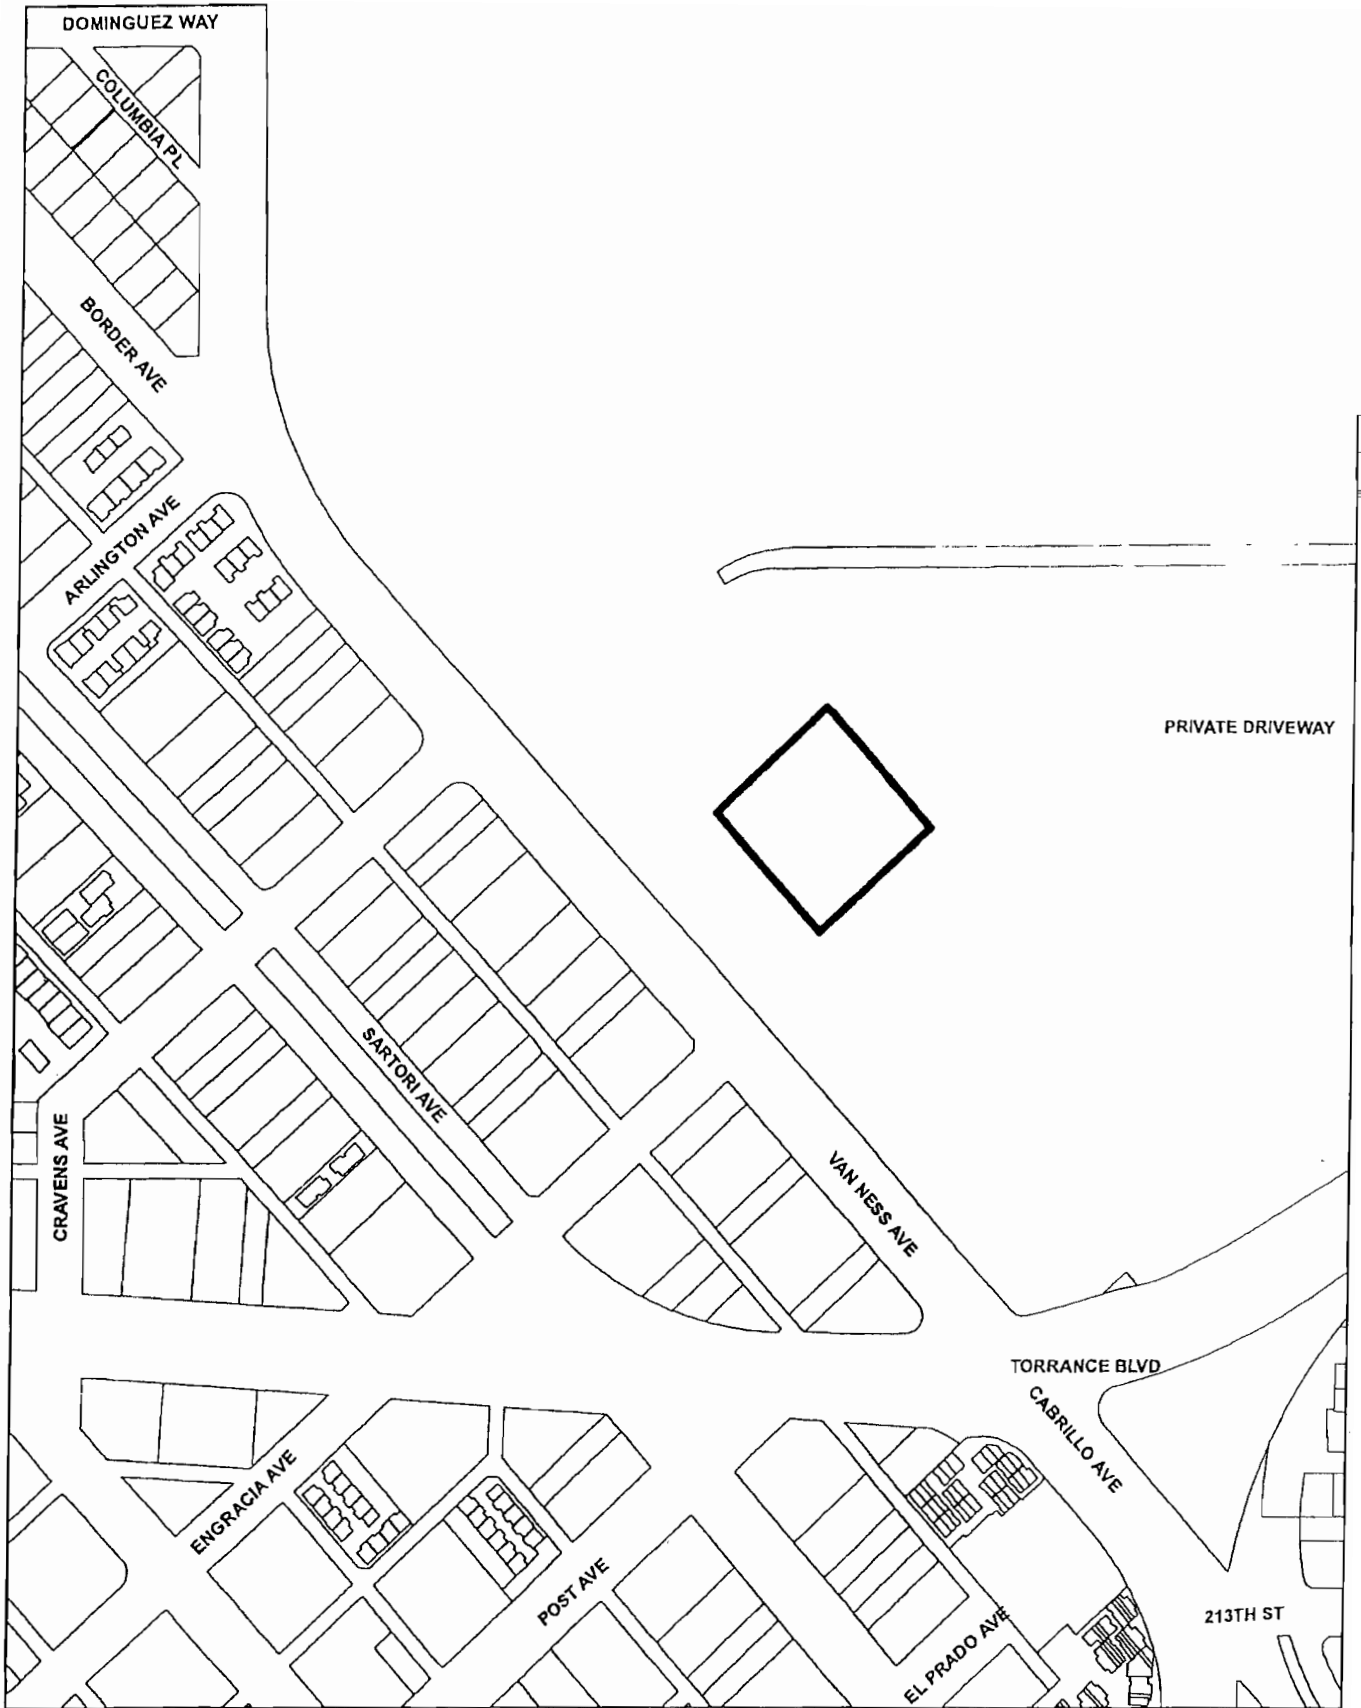 DOMINGUEZ WAY
COLUMBIA PL
BORDER AVE
ARLINGTON AVE
PRIVATE DRIVEWAY
SARTORI AVE
CRAVENS AVE
VAN NESS AVE
TORRANCE BLVD
CABRILLO AVE
ENGRACIA AVE
POST AVE
213TH ST
EL PRADO AVE